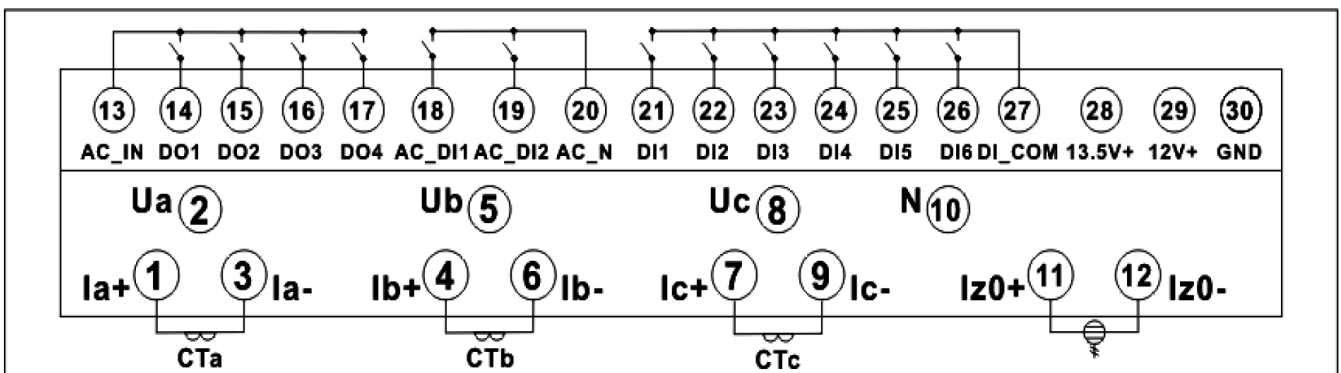 13 14 15 16 17 18 19 20 21 22 23 24 25 26 27 28 29 30
AC_IN DO1 DO2 DO3 DO4 AC_DI1 AC_DI2 AC_N DI1 DI2 DI3 DI4 DI5 DI6 DI_COM 13.5V+ 12V+ GND
Ua 2 Ub 5 Uc 8 N 10
Ia+ 1 3 Ia- Ib+ 4 6 Ib- Ic+ 7 9 Ic- Iz0+ 11 12 Iz0-
CTa CTb CTc